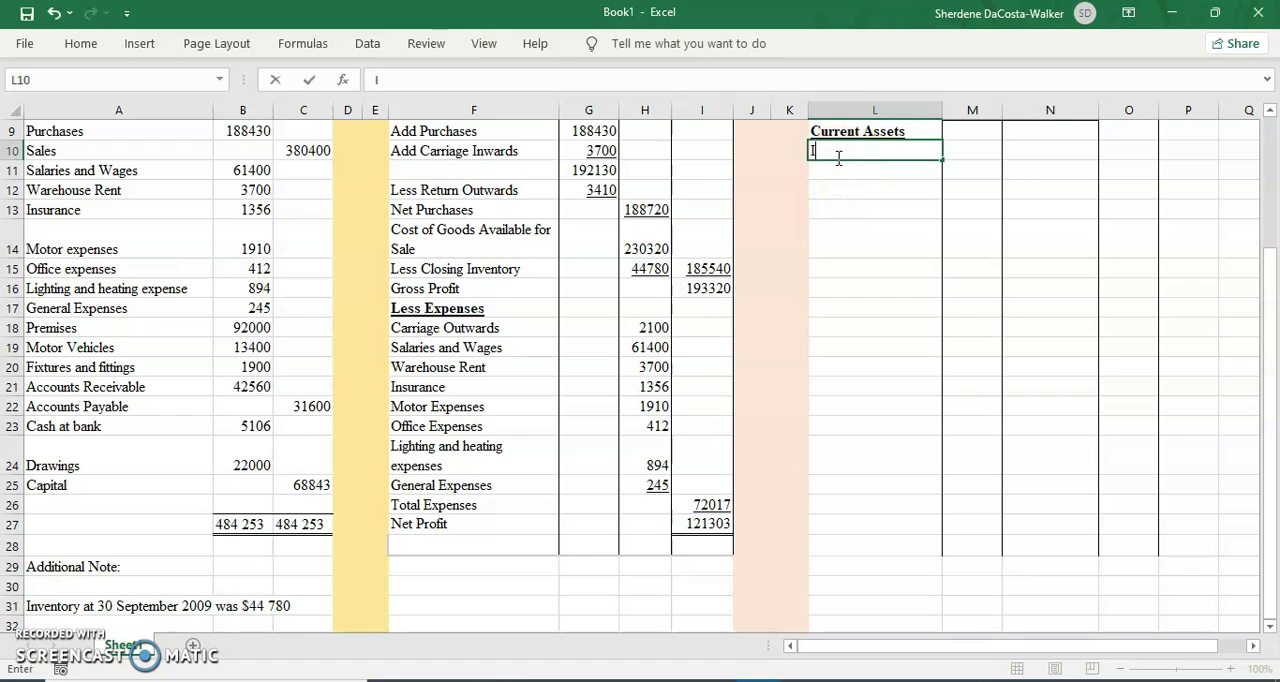 Book1 - Excel
Sherdene DaCosta-Walker SD
File Home Insert Page Layout Formulas Data Review View Help Tell me what you want to do Share
L10 fx I
A B C D E F G H I J K L M N O P Q
9 Purchases 188430 Add Purchases 188430 Current Assets
10 Sales 380400 Add Carriage Inwards 3700 I
11 Salaries and Wages 61400 192130
12 Warehouse Rent 3700 Less Return Outwards 3410
13 Insurance 1356 Net Purchases 188720
Cost of Goods Available for
14 Motor expenses 1910 Sale 230320
15 Office expenses 412 Less Closing Inventory 44780 185540
16 Lighting and heating expense 894 Gross Profit 193320
17 General Expenses 245 Less Expenses
18 Premises 92000 Carriage Outwards 2100
19 Motor Vehicles 13400 Salaries and Wages 61400
20 Fixtures and fittings 1900 Warehouse Rent 3700
21 Accounts Receivable 42560 Insurance 1356
22 Accounts Payable 31600 Motor Expenses 1910
23 Cash at bank 5106 Office Expenses 412
Lighting and heating
24 Drawings 22000 expenses 894
25 Capital 68843 General Expenses 245
26 Total Expenses 72017
27 484 253 484 253 Net Profit 121303
28
29 Additional Note:
30
31 Inventory at 30 September 2009 was $44 780
32
RECORDED WITH
Sheet1
SCREENCAST MATIC
Enter 100%